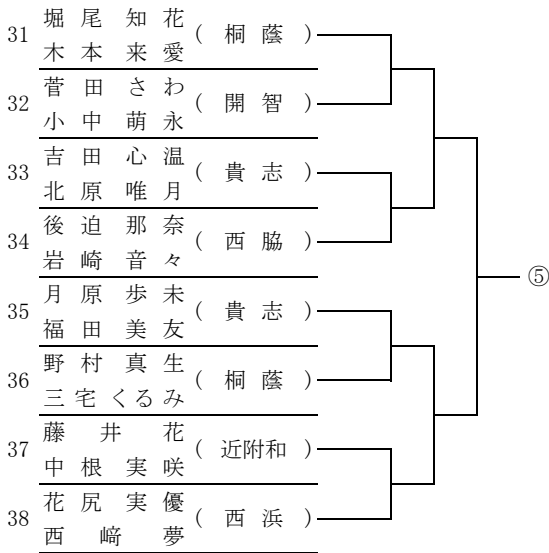 堀尾知花
31 (桐蔭)
木本来愛
菅田さわ
32 (開智)
小中萌永
吉田心温
33 (貴志)
北原唯月
後迫那奈
34 (西脇)
岩崎音々
月原歩未
35 (貴志)
福田美友
野村真生
36 (桐蔭)
三宅くるみ
藤井花
37 (近附和)
中根実咲
花尻実優
38 (西浜)
西﨑夢
⑤